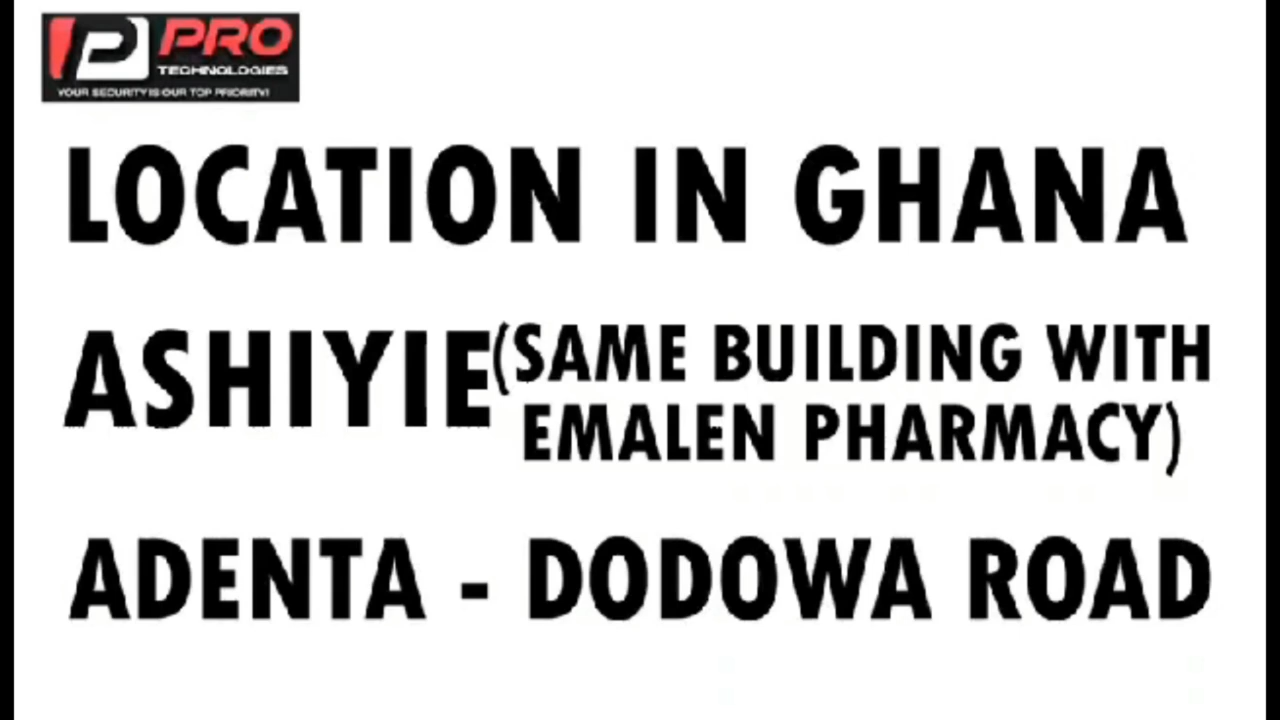 PRO
TECHNOLOGIES
YOUR SECURITY IS OUR TOP PRIORITY!
LOCATION IN GHANA
ASHIYIE (SAME BUILDING WITH
EMALEN PHARMACY)
ADENTA - DODOWA ROAD